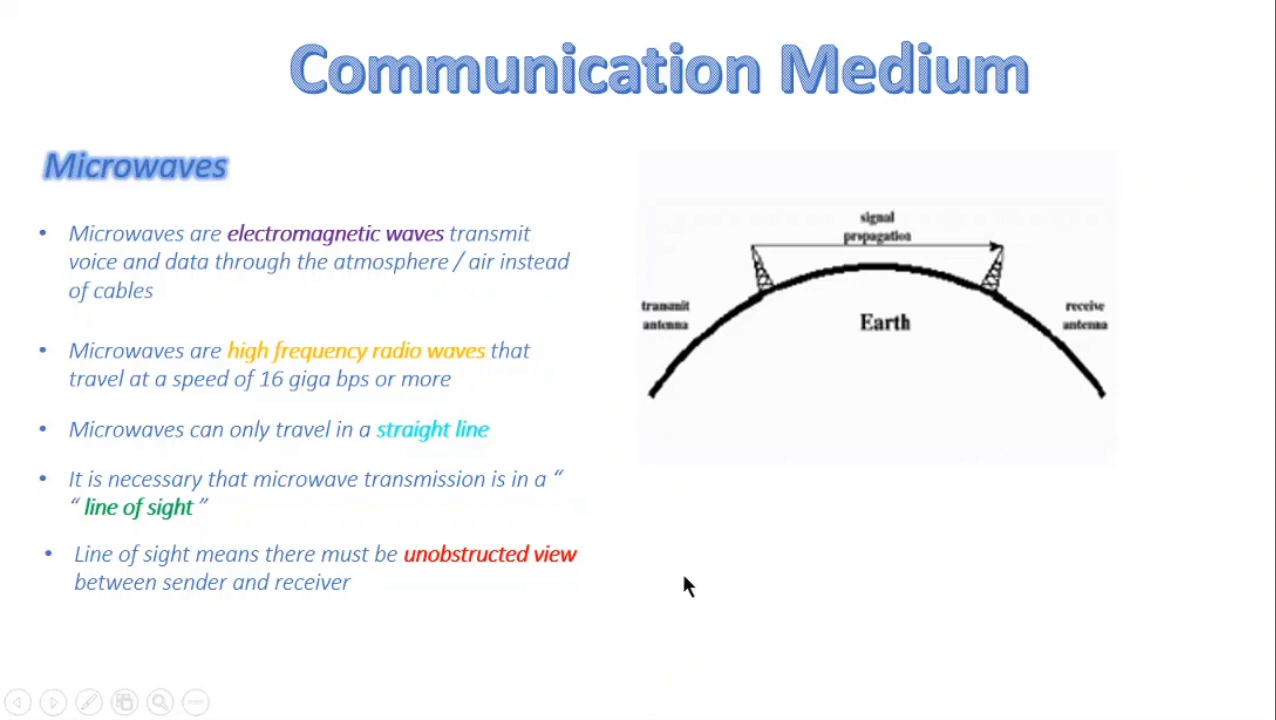 Communication Medium
Microwaves
• Microwaves are electromagnetic waves transmit
voice and data through the atmosphere / air instead
of cables
• Microwaves are high frequency radio waves that
travel at a speed of 16 giga bps or more
• Microwaves can only travel in a straight line
• It is necessary that microwave transmission is in a “
“ line of sight ”
• Line of sight means there must be unobstructed view
between sender and receiver
signal
propagation
transmit
antenna
Earth
receive
antenna